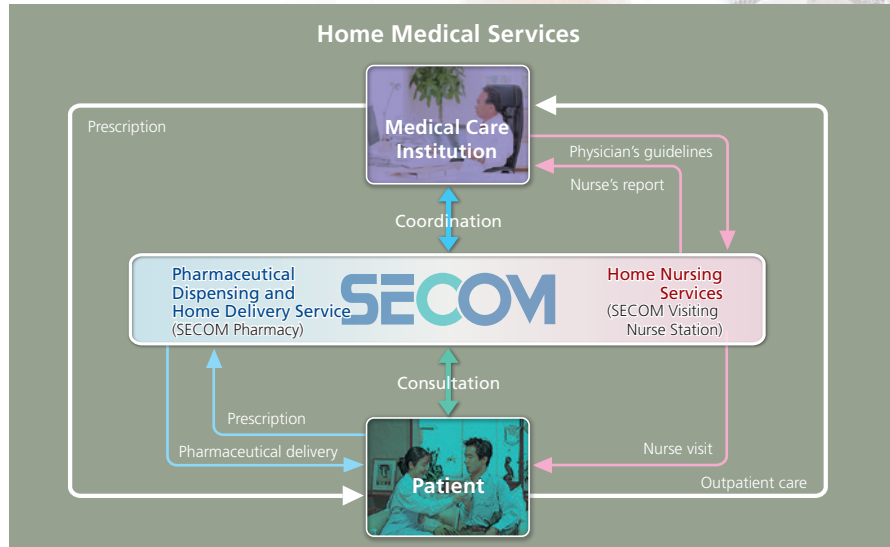 Home Medical Services
Prescription
Medical Care
Institution
Physician's guidelines
Nurse's report
Coordination
Pharmaceutical
Dispensing and
Home Delivery Service
(SECOM Pharmacy)
SECOM
Home Nursing
Services
(SECOM Visiting
Nurse Station)
Consultation
Prescription
Pharmaceutical delivery
Nurse visit
Patient
Outpatient care